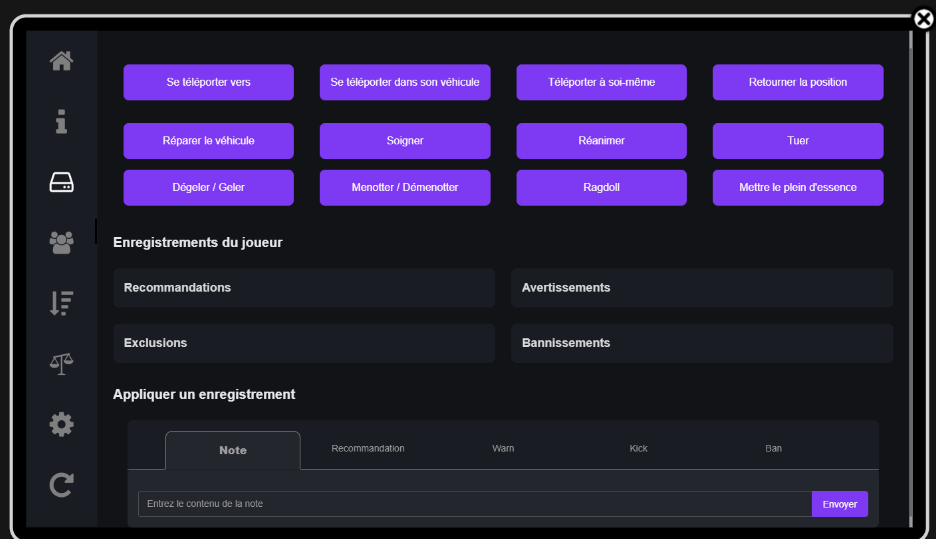 Se téléporter vers
Se téléporter dans son véhicule
Téléporter à soi-même
Retourner la position
Réparer le véhicule
Soigner
Réanimer
Tuer
Dégeler / Geler
Menotter / Démenotter
Ragdoll
Mettre le plein d'essence
Enregistrements du joueur
Recommandations
Avertissements
Exclusions
Bannissements
Appliquer un enregistrement
Note
Recommandation
Warn
Kick
Ban
Entrez le contenu de la note
Envoyer